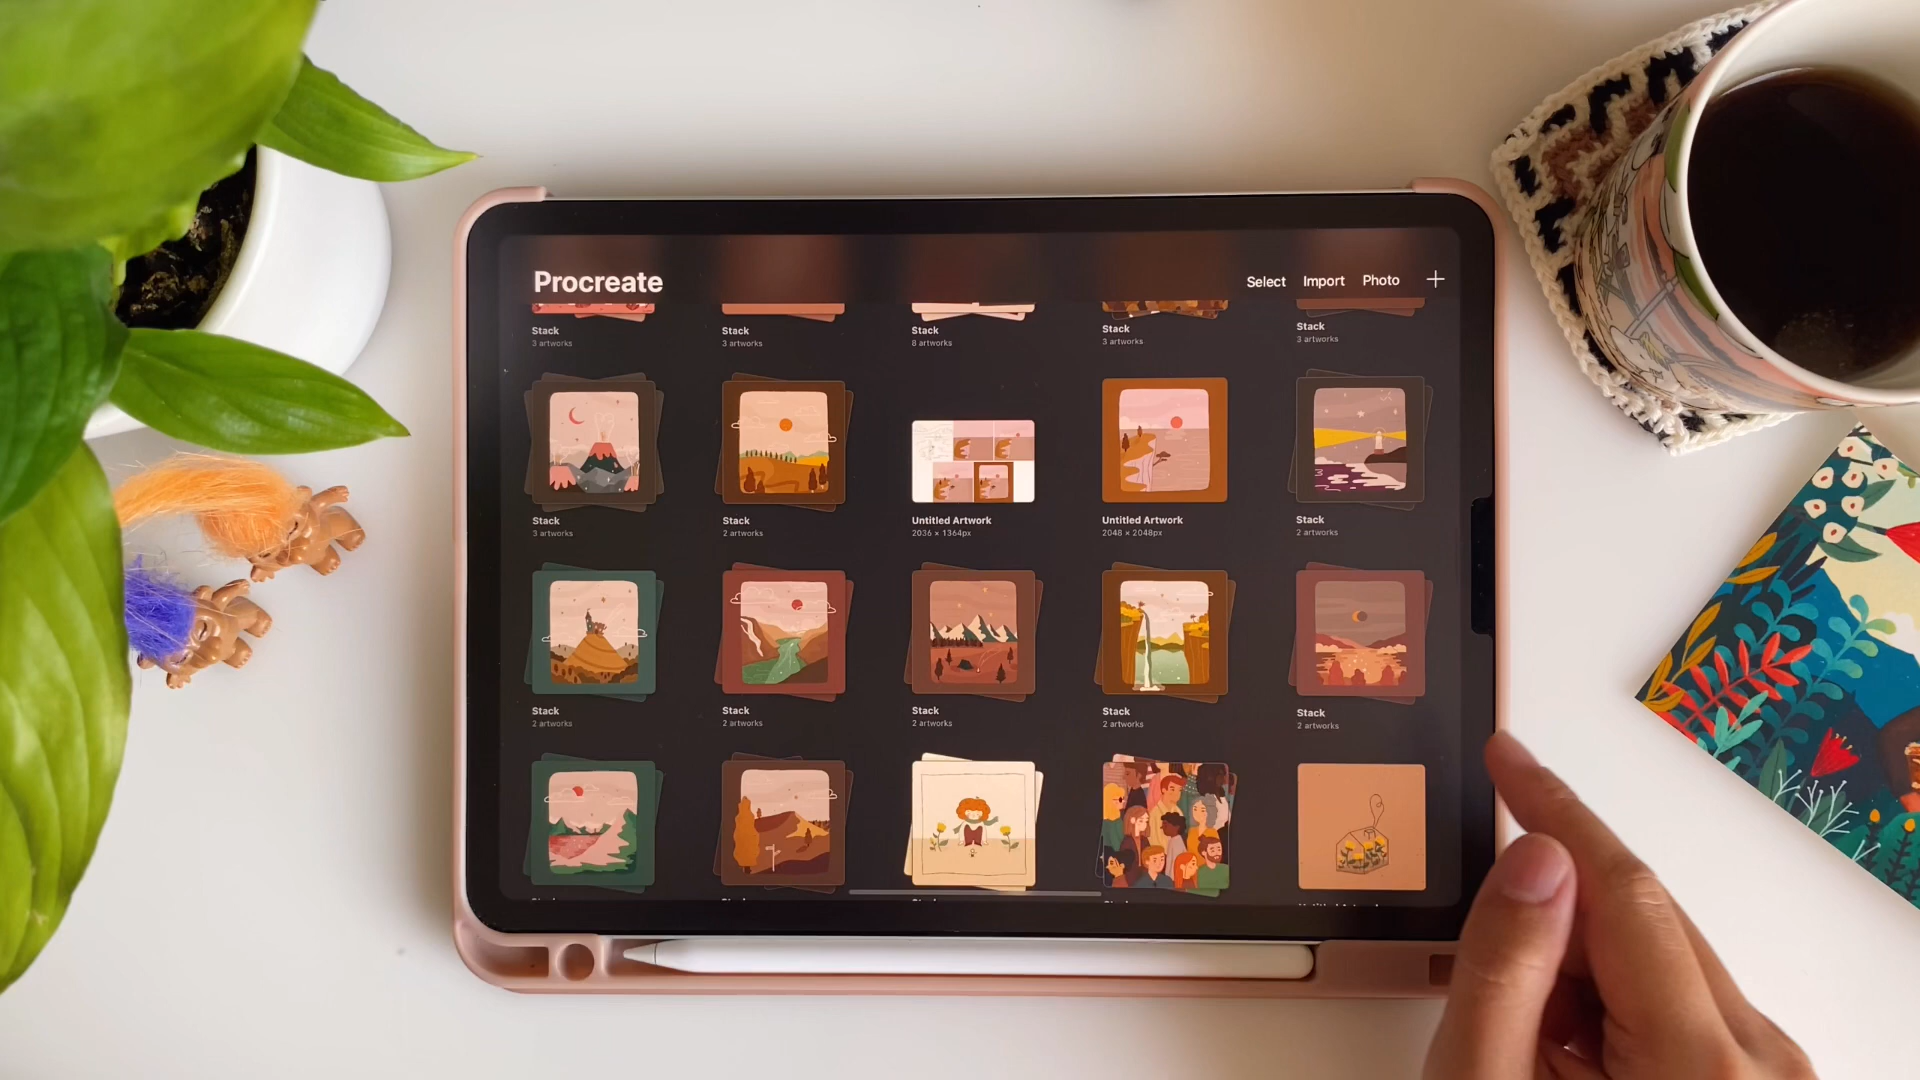 Procreate
Select Import Photo +
Stack Stack Stack Stack Stack
3 artworks 3 artworks 8 artworks 3 artworks 3 artworks
Stack Stack Untitled Artwork Untitled Artwork Stack
3 artworks 2 artworks 2036 × 1364px 2048 × 2048px 2 artworks
Stack Stack Stack Stack Stack
2 artworks 2 artworks 2 artworks 2 artworks 2 artworks